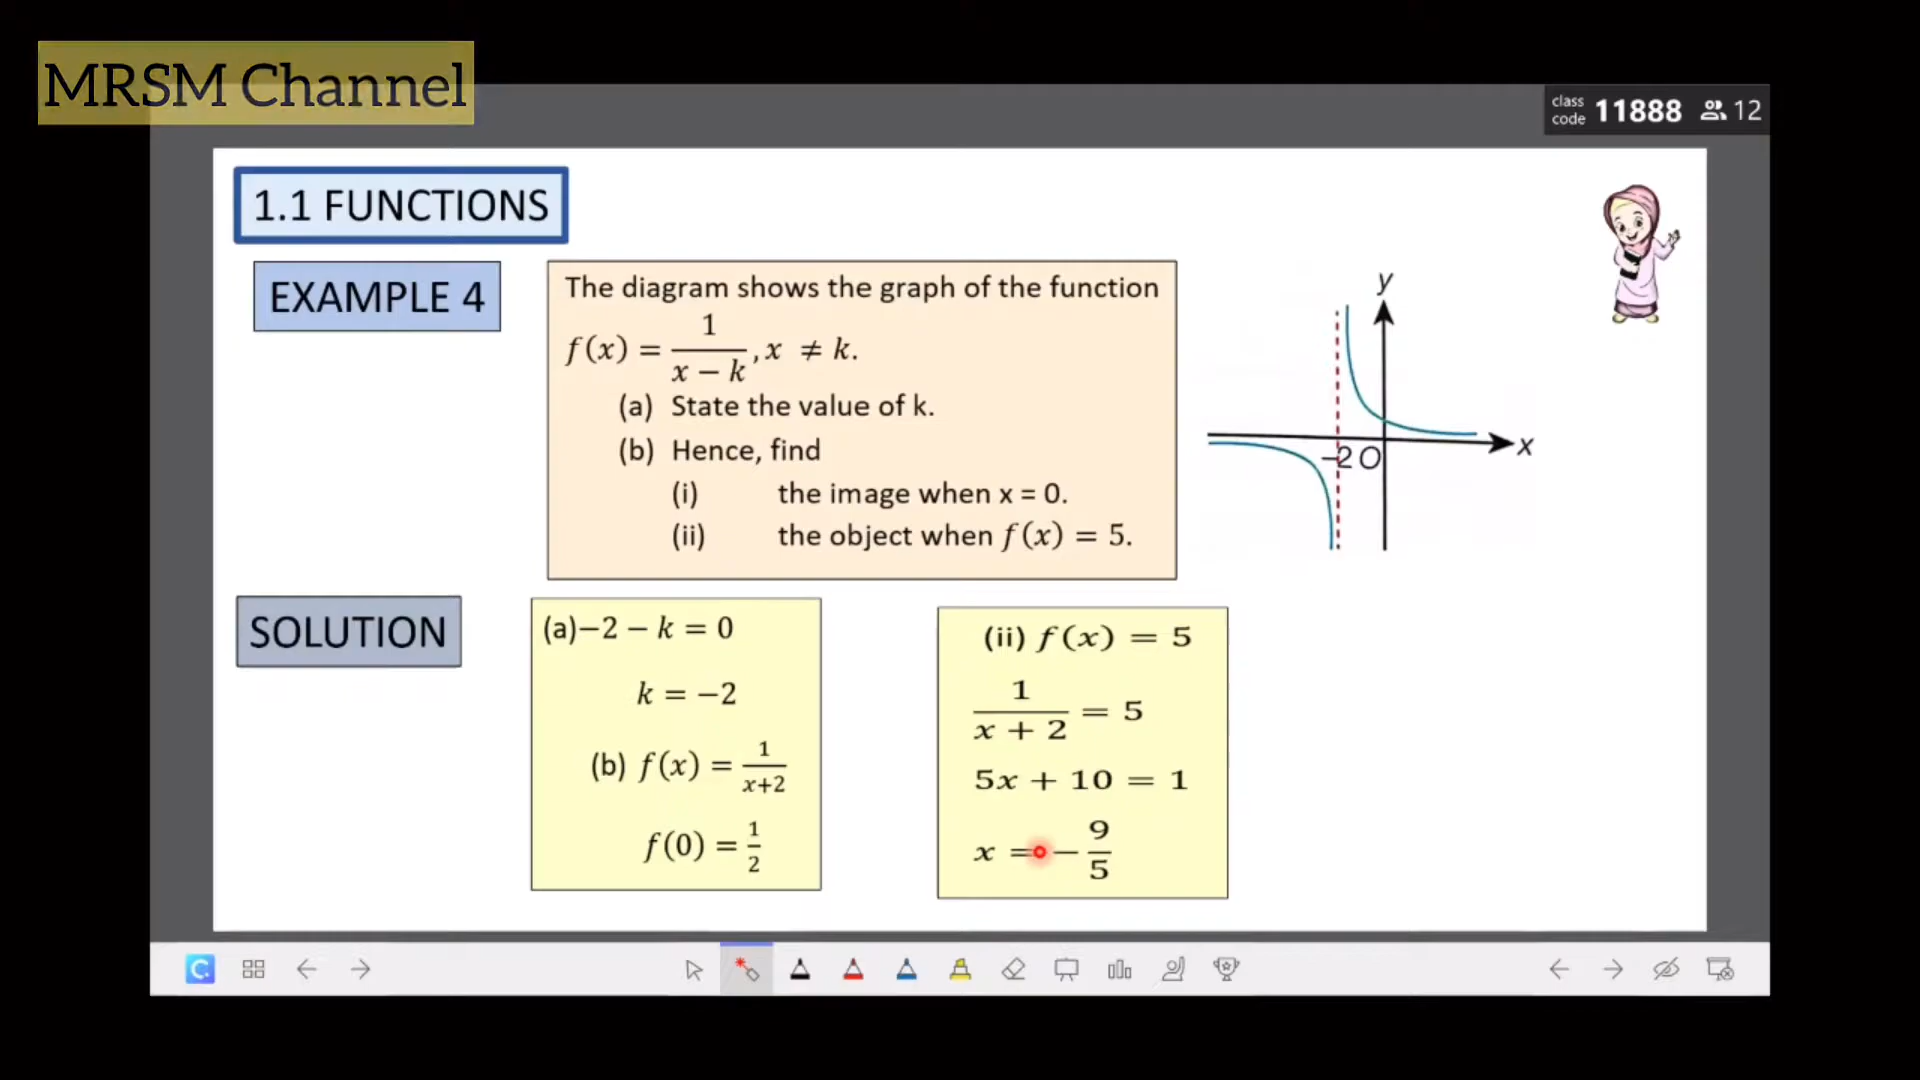 MRSM Channel
class code 11888 12
1.1 FUNCTIONS
EXAMPLE 4
The diagram shows the graph of the function
f(x) = 1/(x − k), x ≠ k.
(a) State the value of k.
(b) Hence, find
(i) the image when x = 0.
(ii) the object when f(x) = 5.
y
x
−2 O
SOLUTION
(a)−2 − k = 0
k = −2
(b) f(x) = 1/(x+2)
f(0) = 1/2
(ii) f(x) = 5
1/(x + 2) = 5
5x + 10 = 1
x = − 9/5